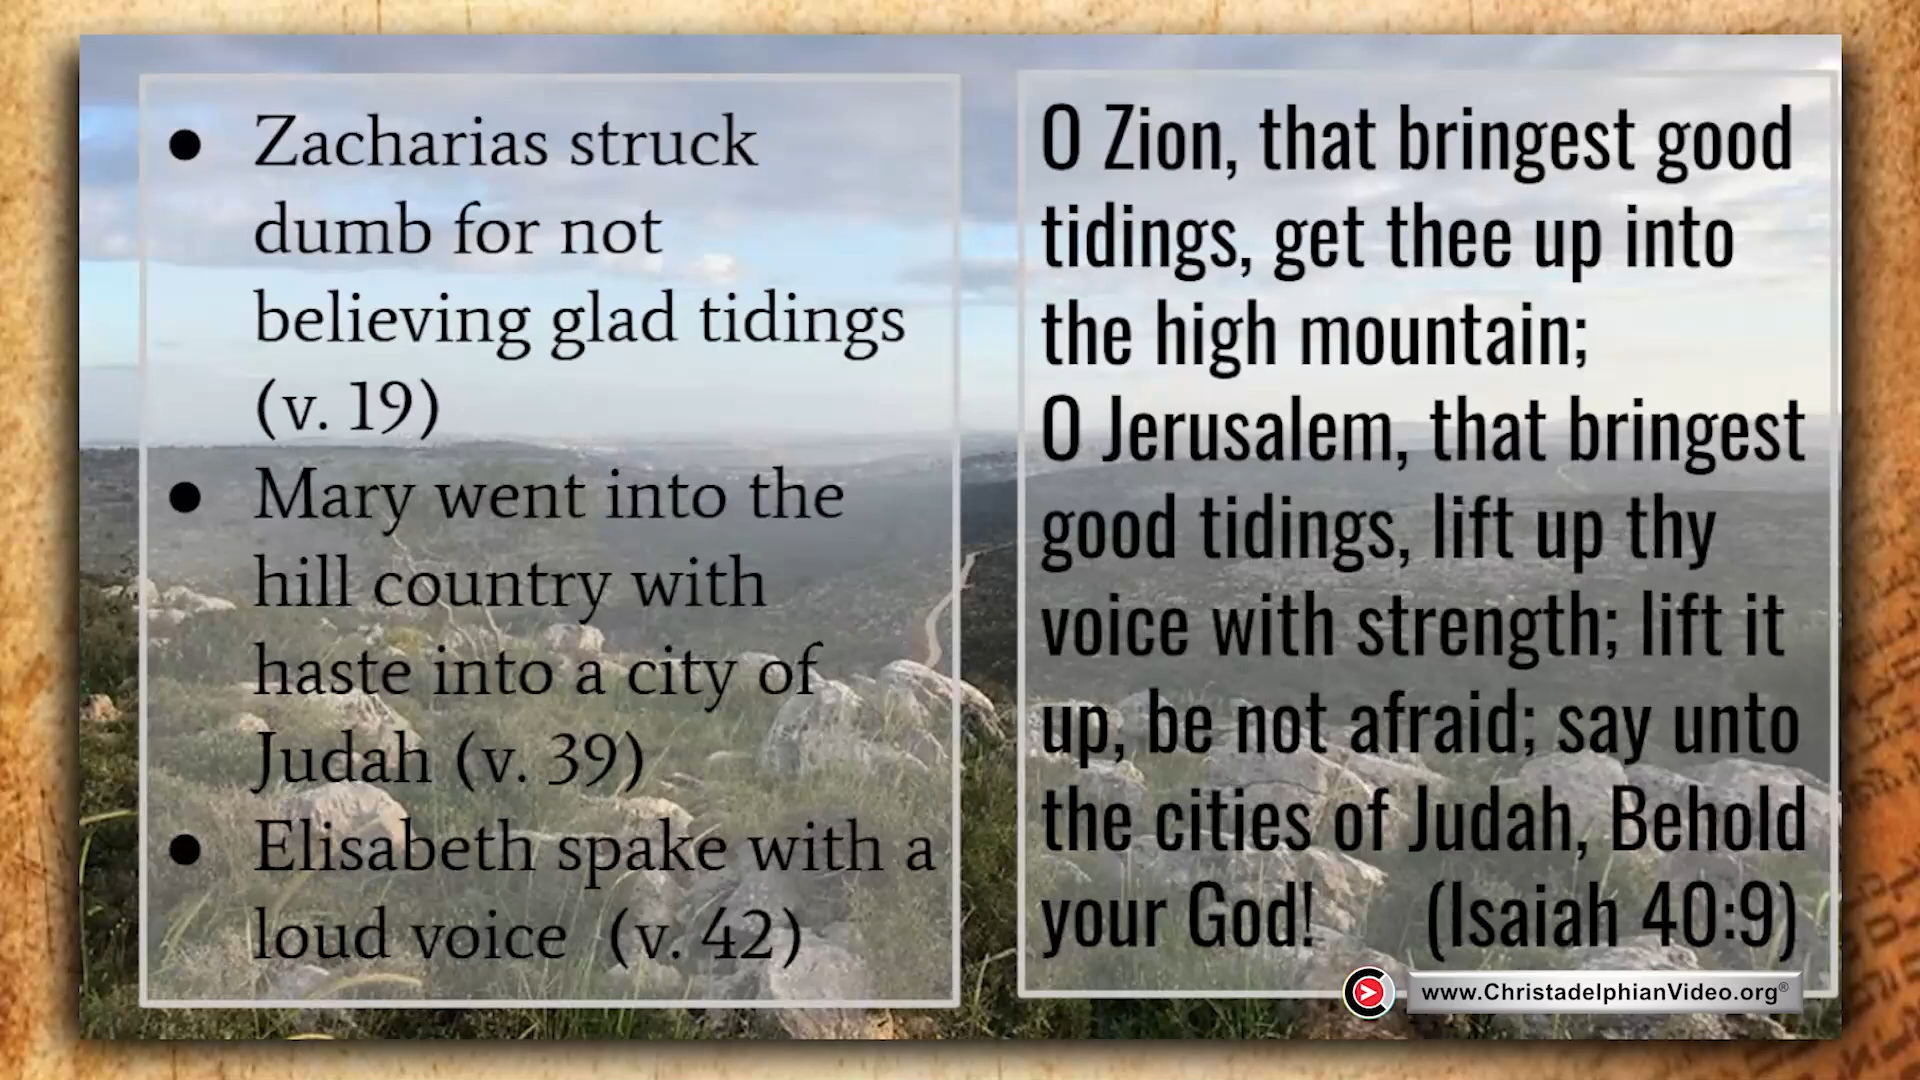 ● Zacharias struck
dumb for not
believing glad tidings
(v. 19)
● Mary went into the
hill country with
haste into a city of
Judah (v. 39)
● Elisabeth spake with a
loud voice (v. 42)
O Zion, that bringest good
tidings, get thee up into
the high mountain;
O Jerusalem, that bringest
good tidings, lift up thy
voice with strength; lift it
up, be not afraid; say unto
the cities of Judah, Behold
your God! (Isaiah 40:9)
www.ChristadelphianVideo.org®